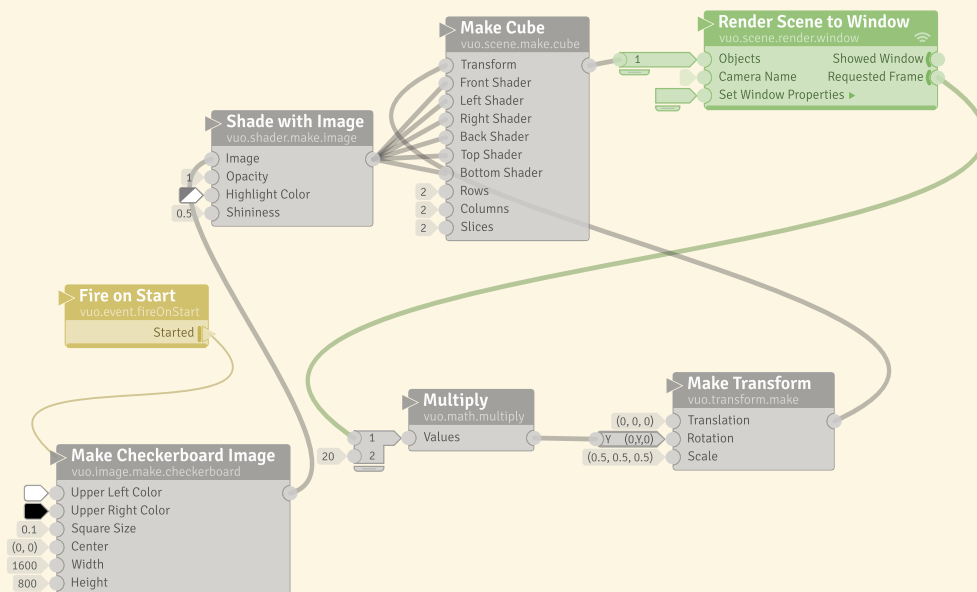 Make Cube
vuo.scene.make.cube
Transform
Front Shader
Left Shader
Right Shader
Back Shader
Top Shader
Bottom Shader
2 Rows
2 Columns
2 Slices
Render Scene to Window
vuo.scene.render.window
1 Objects Showed Window
Camera Name Requested Frame
Set Window Properties ▸
Shade with Image
vuo.shader.make.image
Image
1 Opacity
Highlight Color
0.5 Shininess
Fire on Start
vuo.event.fireOnStart
Started
Multiply
vuo.math.multiply
1 Values
20 2
Make Transform
vuo.transform.make
(0, 0, 0) Translation
Y (0,Y,0) Rotation
(0.5, 0.5, 0.5) Scale
Make Checkerboard Image
vuo.image.make.checkerboard
Upper Left Color
Upper Right Color
0.1 Square Size
(0, 0) Center
1600 Width
800 Height